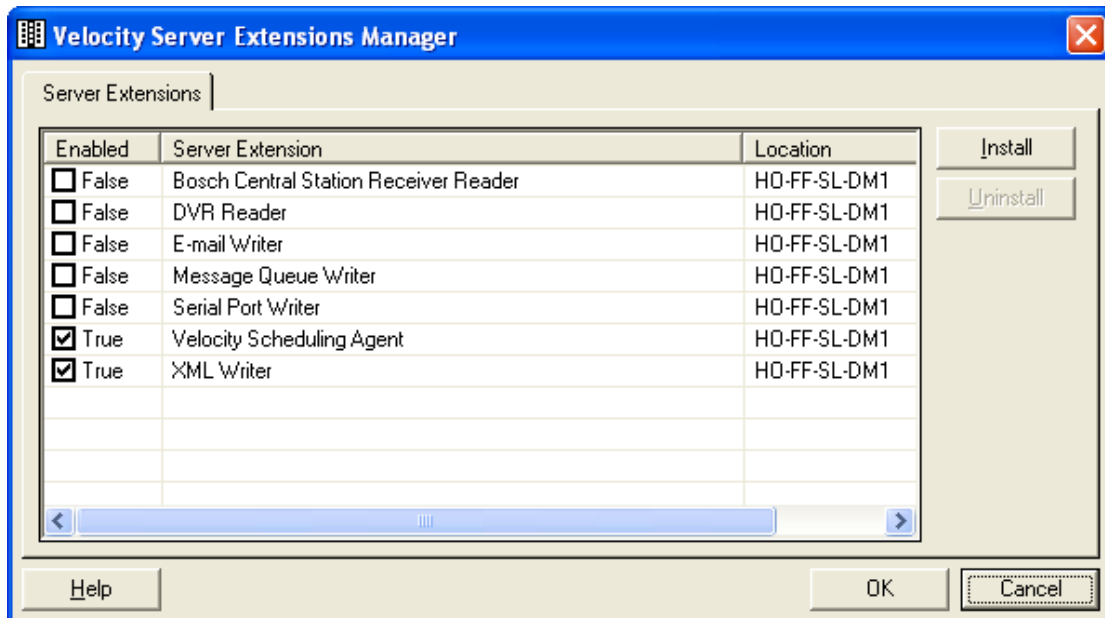 Velocity Server Extensions Manager
Server Extensions
Enabled Server Extension Location
False Bosch Central Station Receiver Reader HO-FF-SL-DM1
False DVR Reader HO-FF-SL-DM1
False E-mail Writer HO-FF-SL-DM1
False Message Queue Writer HO-FF-SL-DM1
False Serial Port Writer HO-FF-SL-DM1
True Velocity Scheduling Agent HO-FF-SL-DM1
True XML Writer HO-FF-SL-DM1
Install
Uninstall
Help OK Cancel